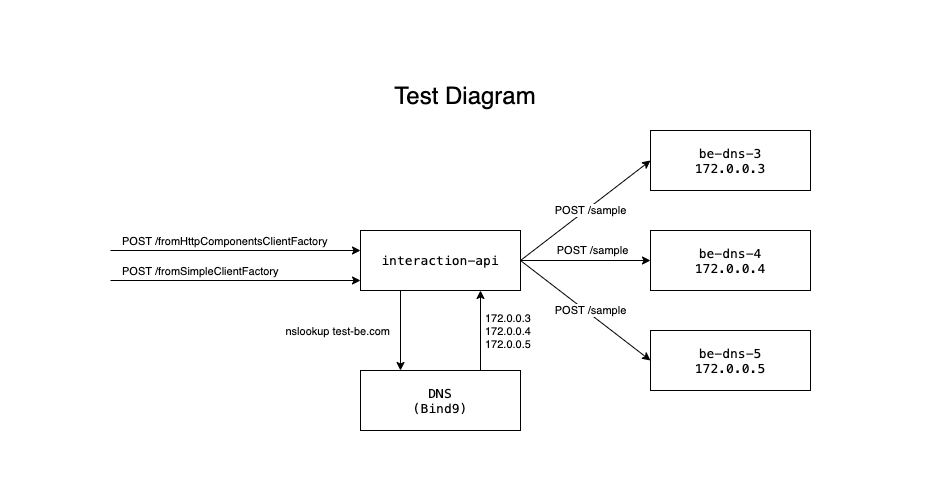 Test Diagram
be-dns-3
172.0.0.3
POST /sample
POST /fromHttpComponentsClientFactory
POST /fromSimpleClientFactory
interaction-api
POST /sample
be-dns-4
172.0.0.4
POST /sample
nslookup test-be.com
172.0.0.3
172.0.0.4
172.0.0.5
be-dns-5
172.0.0.5
DNS
(Bind9)